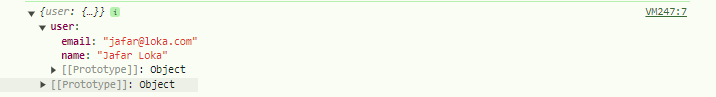 ▼ {user: {…}} i VM247:7
▼ user:
email: "jafar@loka.com"
name: "Jafar Loka"
▶ [[Prototype]]: Object
▶ [[Prototype]]: Object